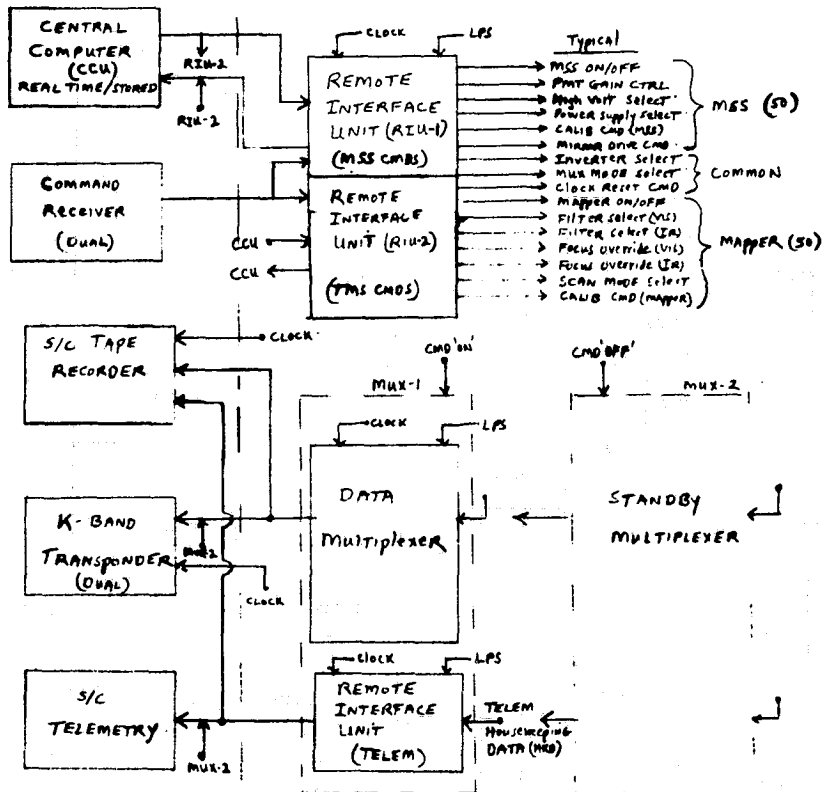 CENTRAL
COMPUTER
(CCU)
REAL TIME/STORED
RIU-2
RIU-2
CLOCK
LPS
REMOTE
INTERFACE
UNIT (RIU-1)
(MSS CMDS)
Typical
MSS ON/OFF
PMT GAIN CTRL
High Volt Select
Power Supply Select
CALIB CMD (MSS)
MIRROR DRIVE CMD
MSS (50)
INVERTER SELECT
MUX MODE SELECT
CLOCK RESET CMD
COMMON
MAPPER ON/OFF
FILTER SELECT (VIS)
FILTER SELECT (IR)
FOCUS OVERRIDE (VIS)
FOCUS OVERRIDE (IR)
SCAN MODE SELECT
CALIB CMD (MAPPER)
MAPPER (50)
COMMAND
RECEIVER
(DUAL)
REMOTE
INTERFACE
UNIT (RIU-2)
(TMS CMDS)
CCU
CCU
S/C TAPE
RECORDER
CLOCK
CMD 'ON'
CMD 'OFF'
MUX-1
MUX-2
CLOCK
LPS
DATA
MULTIPLEXER
STANDBY
MULTIPLEXER
K-BAND
TRANSPONDER
(DUAL)
MUX-2
CLOCK
CLOCK
LPS
S/C
TELEMETRY
MUX-2
REMOTE
INTERFACE
UNIT
(TELEM)
TELEM
Housekeeping
DATA (HKD)